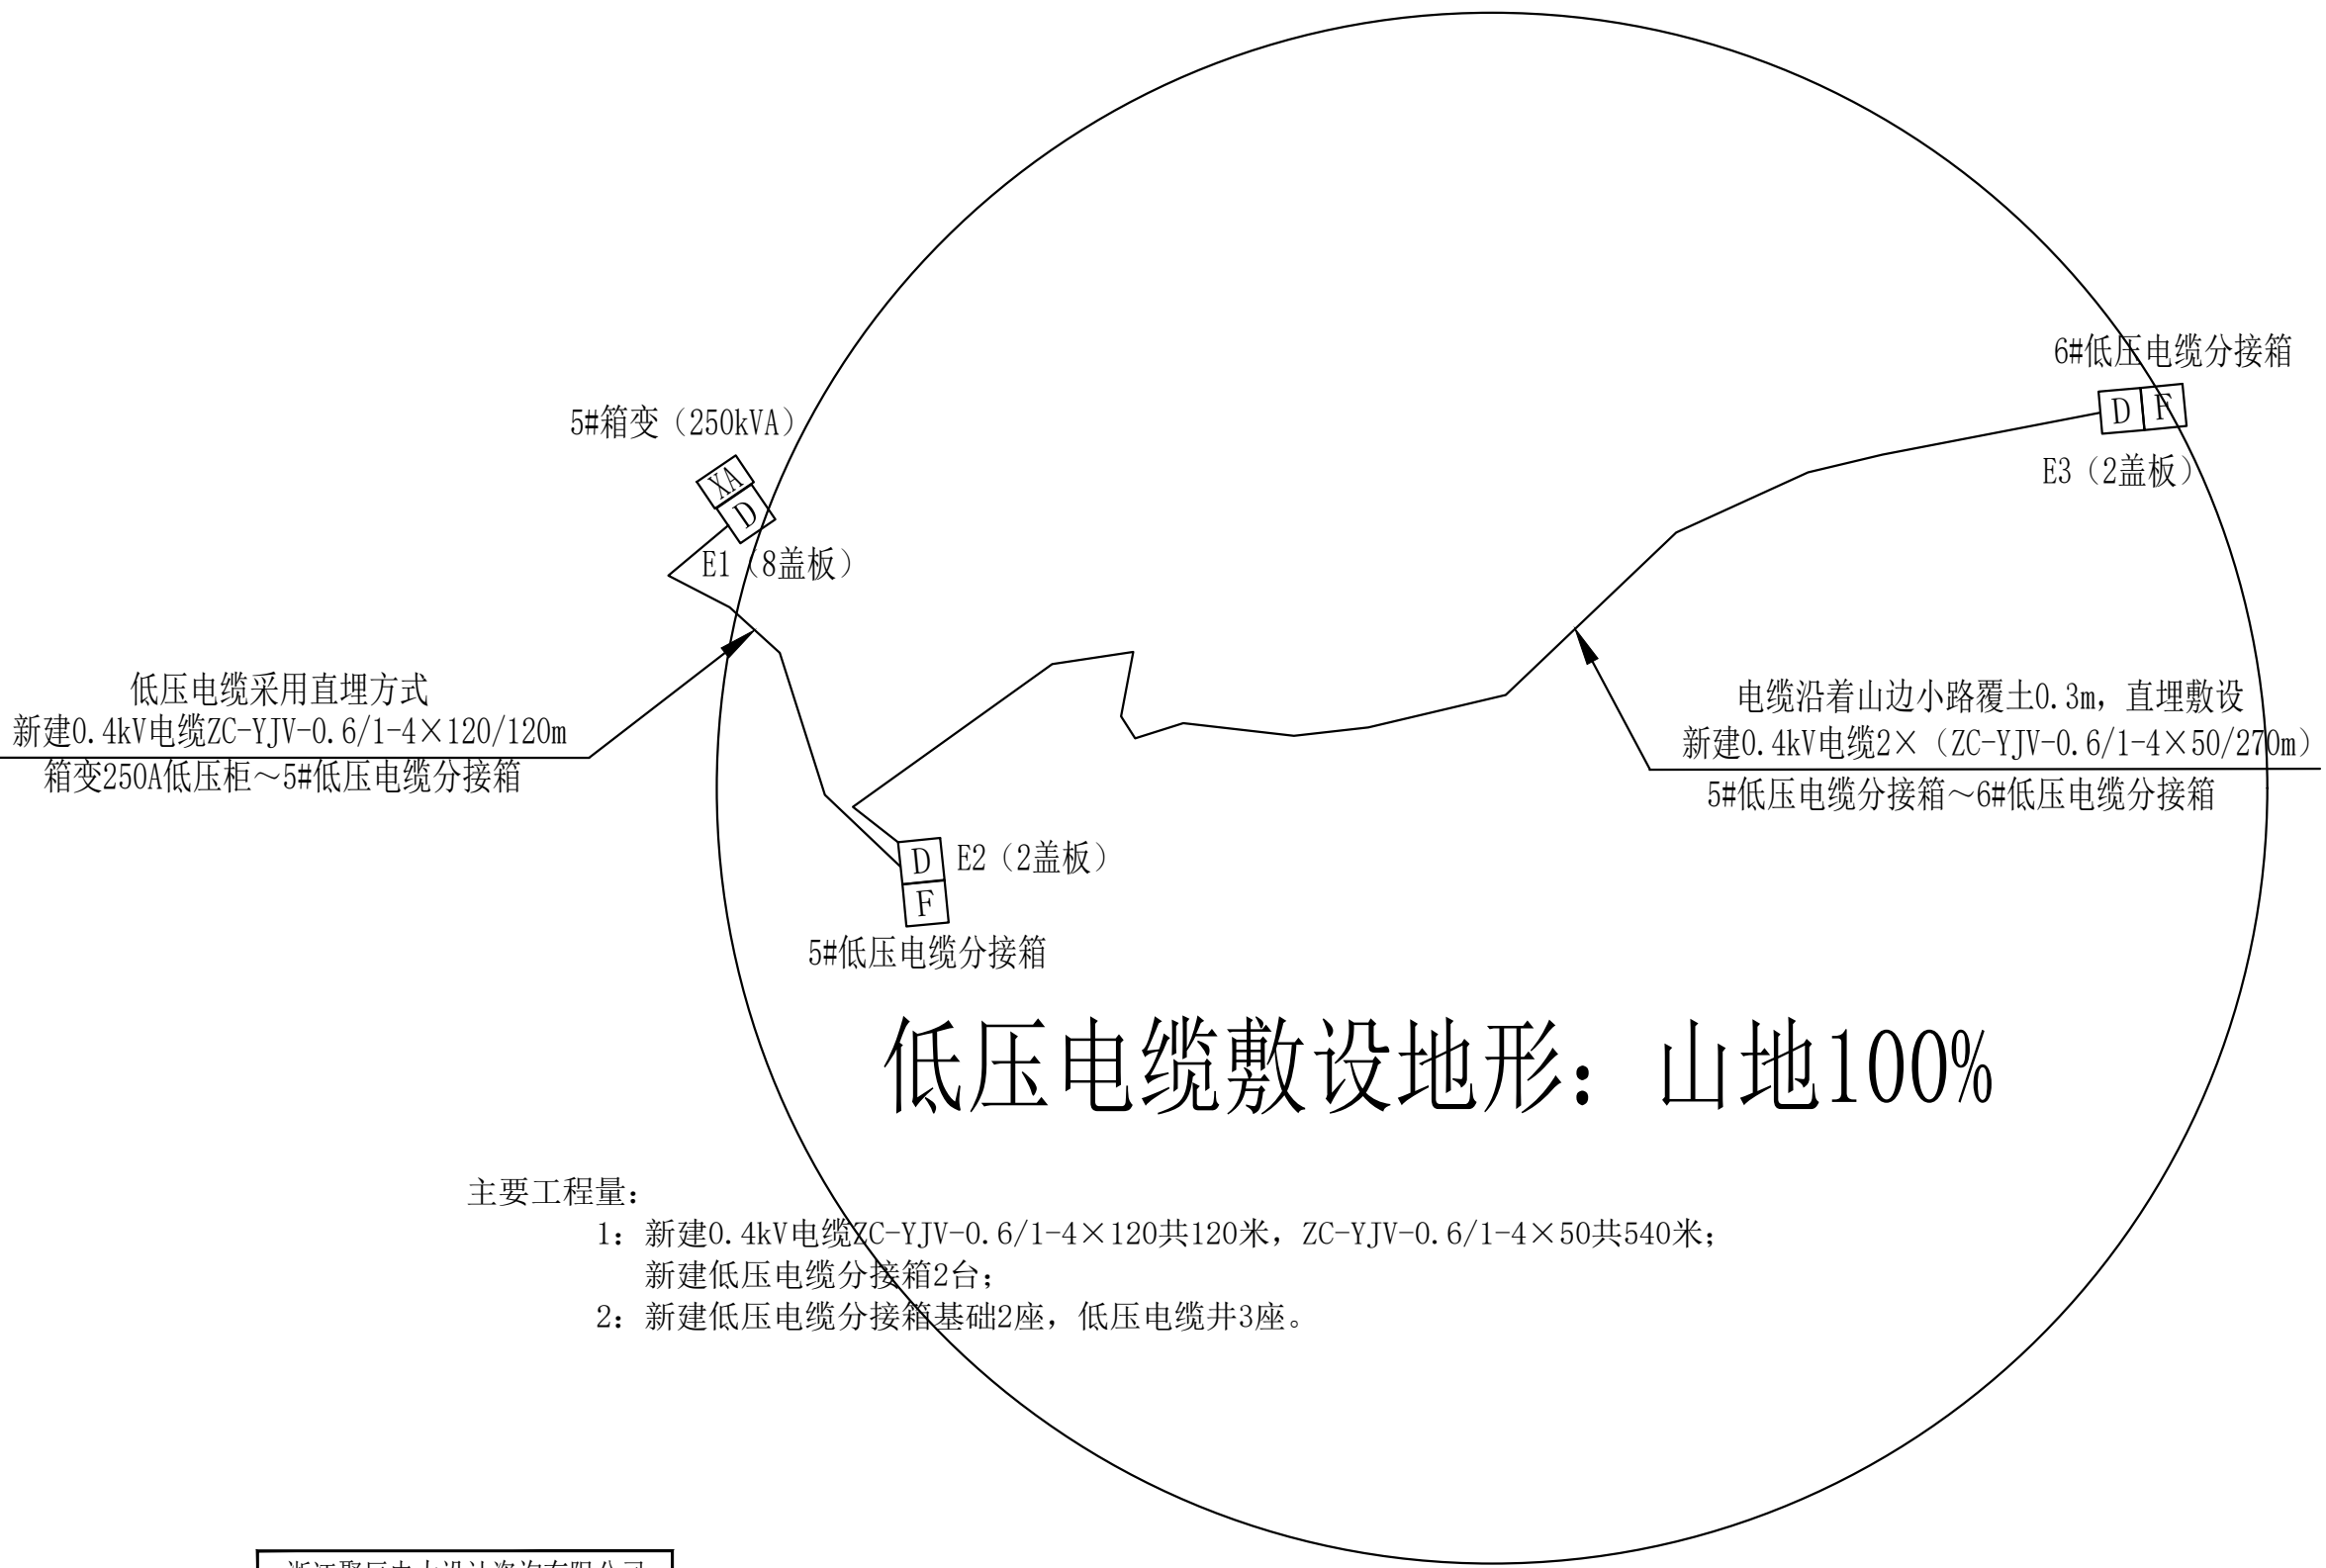 6#低压电缆分接箱
D F
E3（2盖板）
5#箱变（250kVA）
XA
D
E1（8盖板）
低压电缆采用直埋方式
新建0.4kV电缆ZC-YJV-0.6/1-4×120/120m
箱变250A低压柜～5#低压电缆分接箱
电缆沿着山边小路覆土0.3m，直埋敷设
新建0.4kV电缆2×（ZC-YJV-0.6/1-4×50/270m）
5#低压电缆分接箱～6#低压电缆分接箱
D
E2（2盖板）
F
5#低压电缆分接箱
低压电缆敷设地形：山地100%
主要工程量：
1：新建0.4kV电缆ZC-YJV-0.6/1-4×120共120米，ZC-YJV-0.6/1-4×50共540米；
新建低压电缆分接箱2台；
2：新建低压电缆分接箱基础2座，低压电缆井3座。